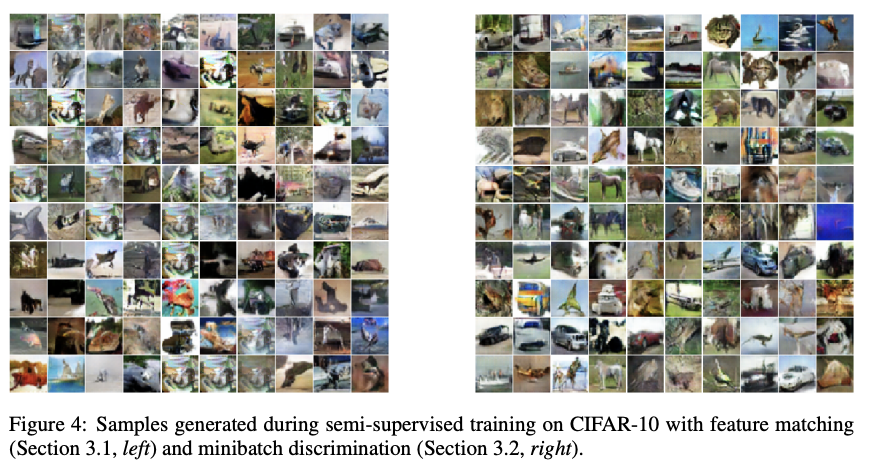 Figure 4: Samples generated during semi-supervised training on CIFAR-10 with feature matching
(Section 3.1, left) and minibatch discrimination (Section 3.2, right).